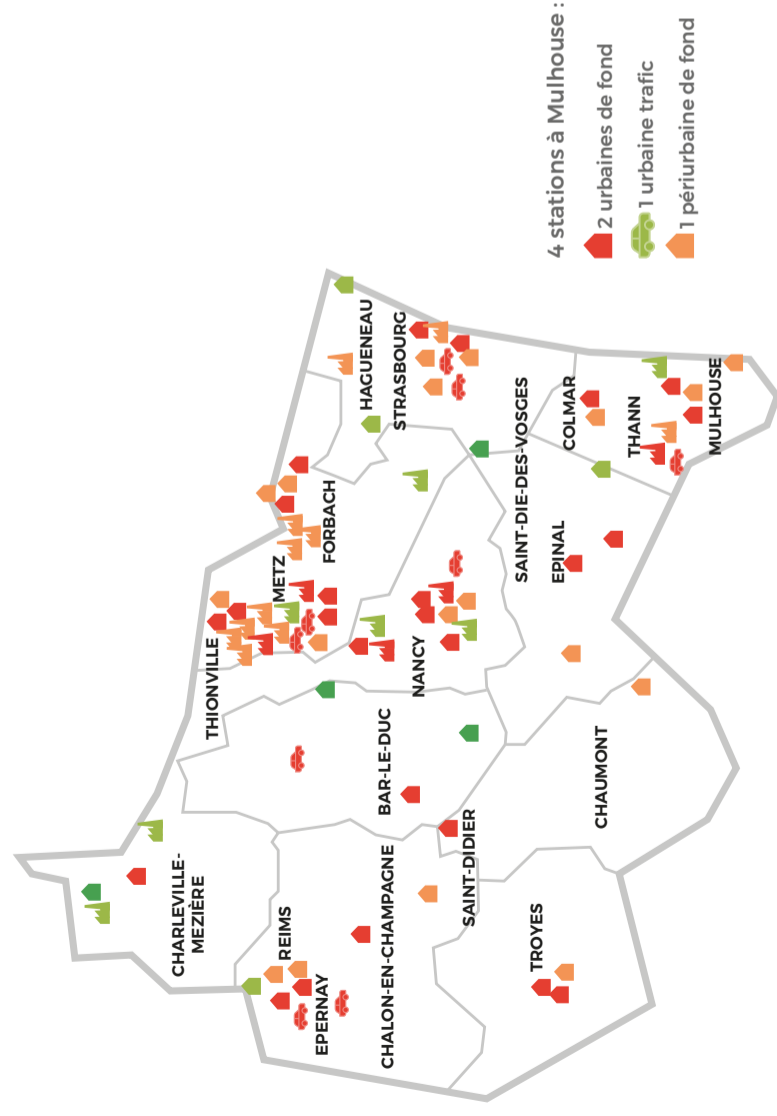 CHARLEVILLE-
MEZIÈRE
REIMS
EPERNAY
CHALON-EN-CHAMPAGNE
SAINT-DIDIER
TROYES
BAR-LE-DUC
CHAUMONT
THIONVILLE
METZ
FORBACH
NANCY
HAGUENEAU
STRASBOURG
SAINT-DIE-DES-VOSGES
EPINAL
COLMAR
THANN
MULHOUSE
4 stations à Mulhouse :
2 urbaines de fond
1 urbaine trafic
1 périurbaine de fond